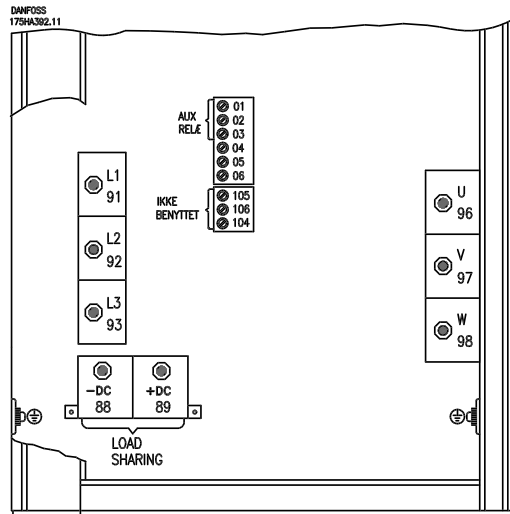 DANFOSS
175HA392.11
AUX
RELÆ
01
02
03
04
05
06
IKKE
BENYTTET
105
106
104
L1
91
L2
92
L3
93
U
96
V
97
W
98
–DC
88
+DC
89
LOAD
SHARING